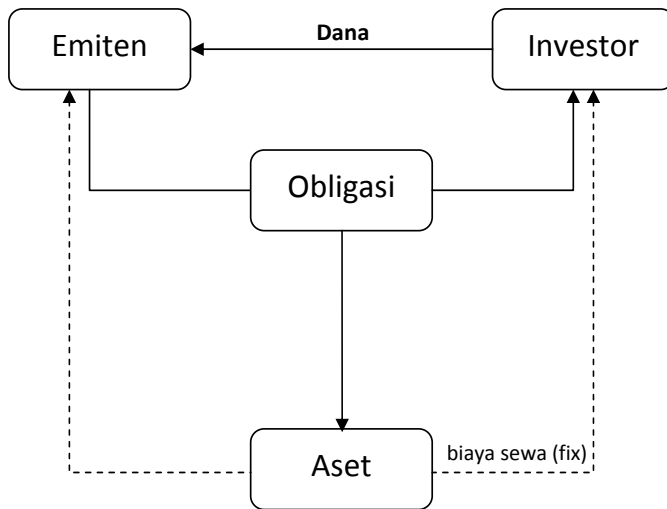 Emiten
Dana
Investor
Obligasi
Aset
biaya sewa (fix)